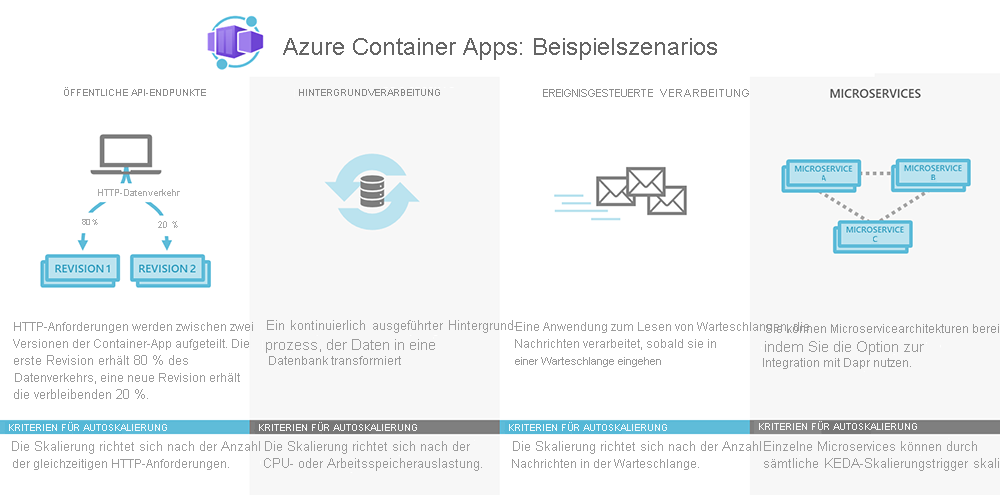 Azure Container Apps: Beispielszenarios
ÖFFENTLICHE API-ENDPUNKTE
HTTP-Datenverkehr
80 %
20 %
REVISION 1
REVISION 2
HTTP-Anforderungen werden zwischen zwei
Versionen der Container-App aufgeteilt. Die
erste Revision erhält 80 % des
Datenverkehrs, eine neue Revision erhält
die verbleibenden 20 %.
KRITERIEN FÜR AUTOSKALIERUNG
Die Skalierung richtet sich nach der Anzahl
der gleichzeitigen HTTP-Anforderungen.
HINTERGRUNDVERARBEITUNG
Ein kontinuierlich ausgeführter Hintergrund-
prozess, der Daten in eine
Datenbank transformiert
KRITERIEN FÜR AUTOSKALIERUNG
Die Skalierung richtet sich nach der
CPU- oder Arbeitsspeicherauslastung.
EREIGNISGESTEUERTE VERARBEITUNG
Eine Anwendung zum Lesen von Warteschlangen, die
Nachrichten verarbeitet, sobald sie in
einer Warteschlange eingehen
KRITERIEN FÜR AUTOSKALIERUNG
Die Skalierung richtet sich nach der Anzahl
Nachrichten in der Warteschlange.
MICROSERVICES
MICROSERVICE
A
MICROSERVICE
B
MICROSERVICE
C
Sie können Microservicearchitekturen berei
indem Sie die Option zur
Integration mit Dapr nutzen.
KRITERIEN FÜR AUTOSKALIERUNG
Einzelne Microservices können durch
sämtliche KEDA-Skalierungstrigger skali